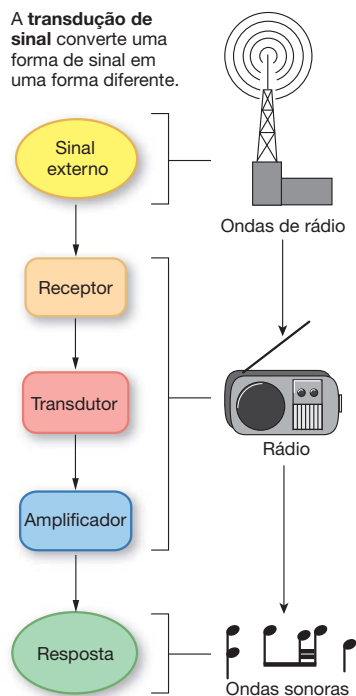 A transdução de
sinal converte uma
forma de sinal em
uma forma diferente.
Sinal
externo
Ondas de rádio
Receptor
Transdutor
Rádio
Amplificador
Resposta
Ondas sonoras